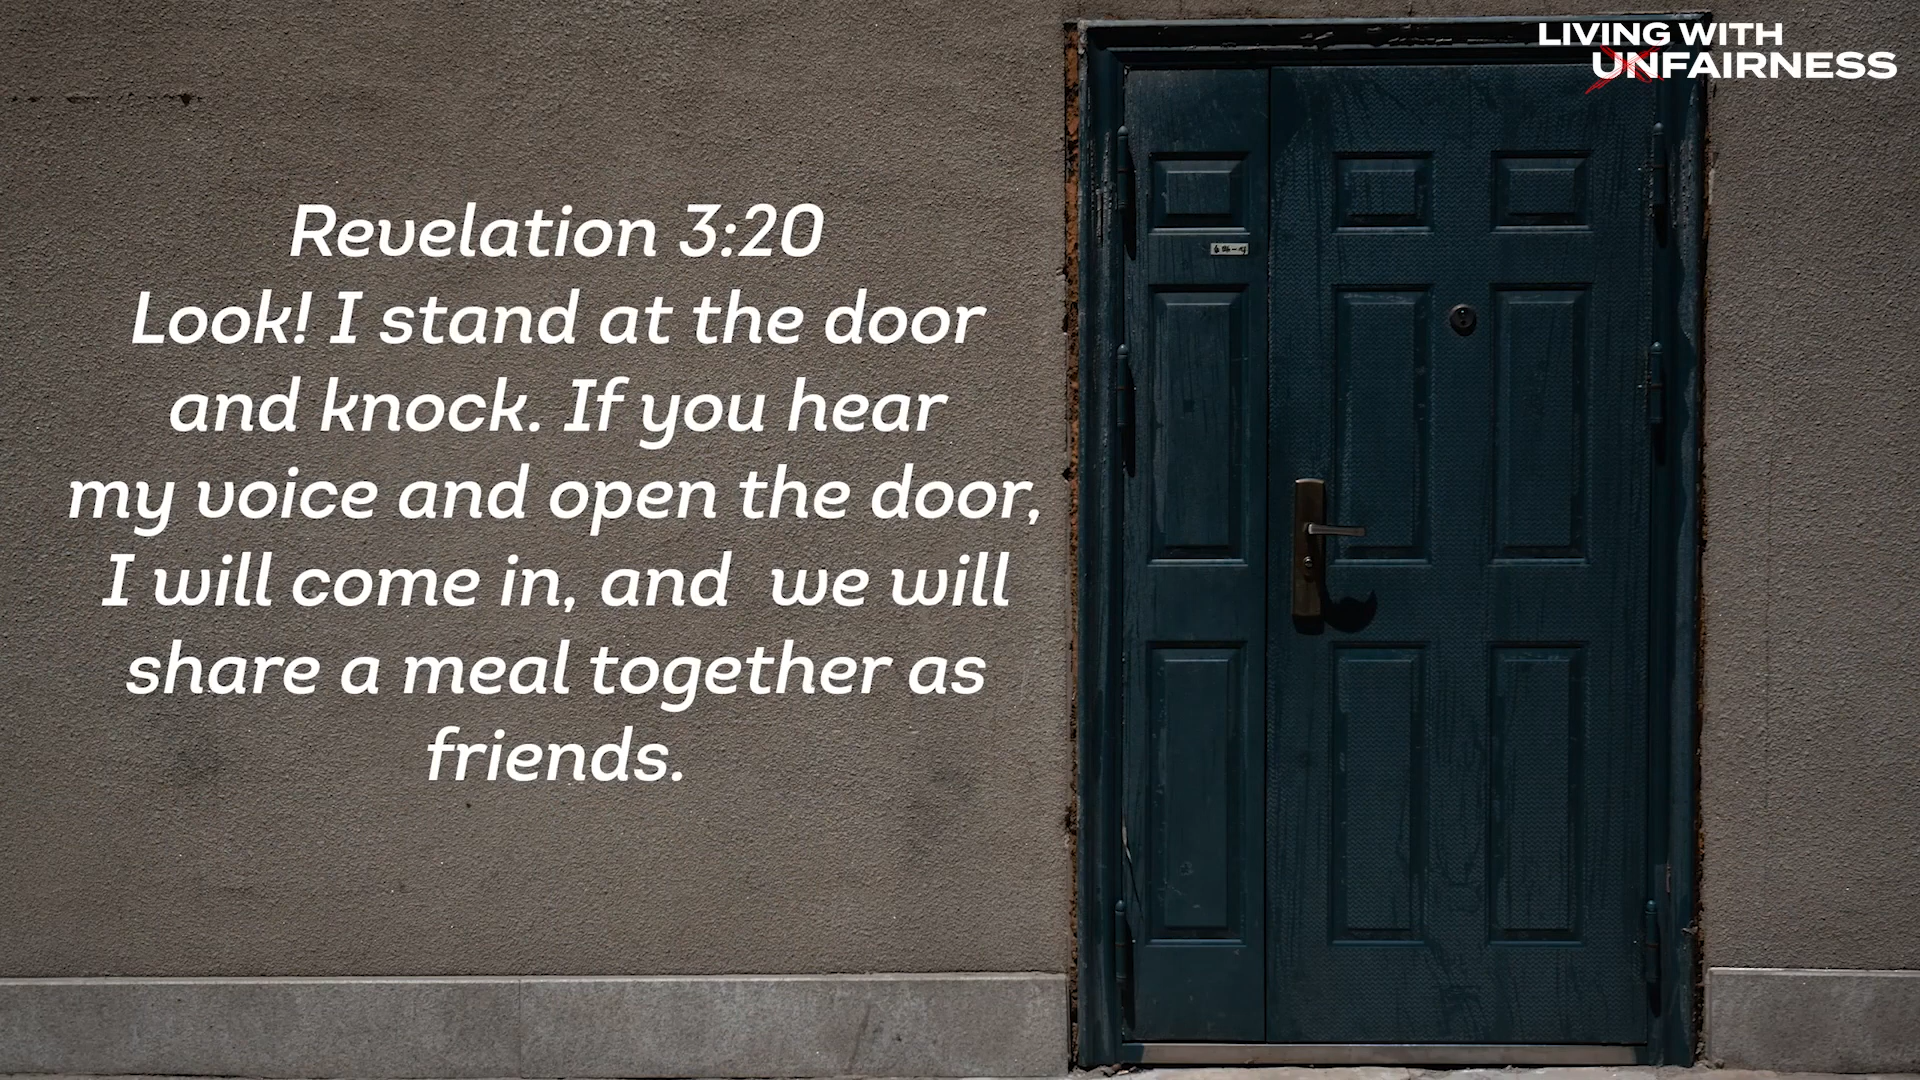 LIVING WITH
UNFAIRNESS
Revelation 3:20
Look! I stand at the door
and knock. If you hear
my voice and open the door,
I will come in, and  we will
share a meal together as
friends.